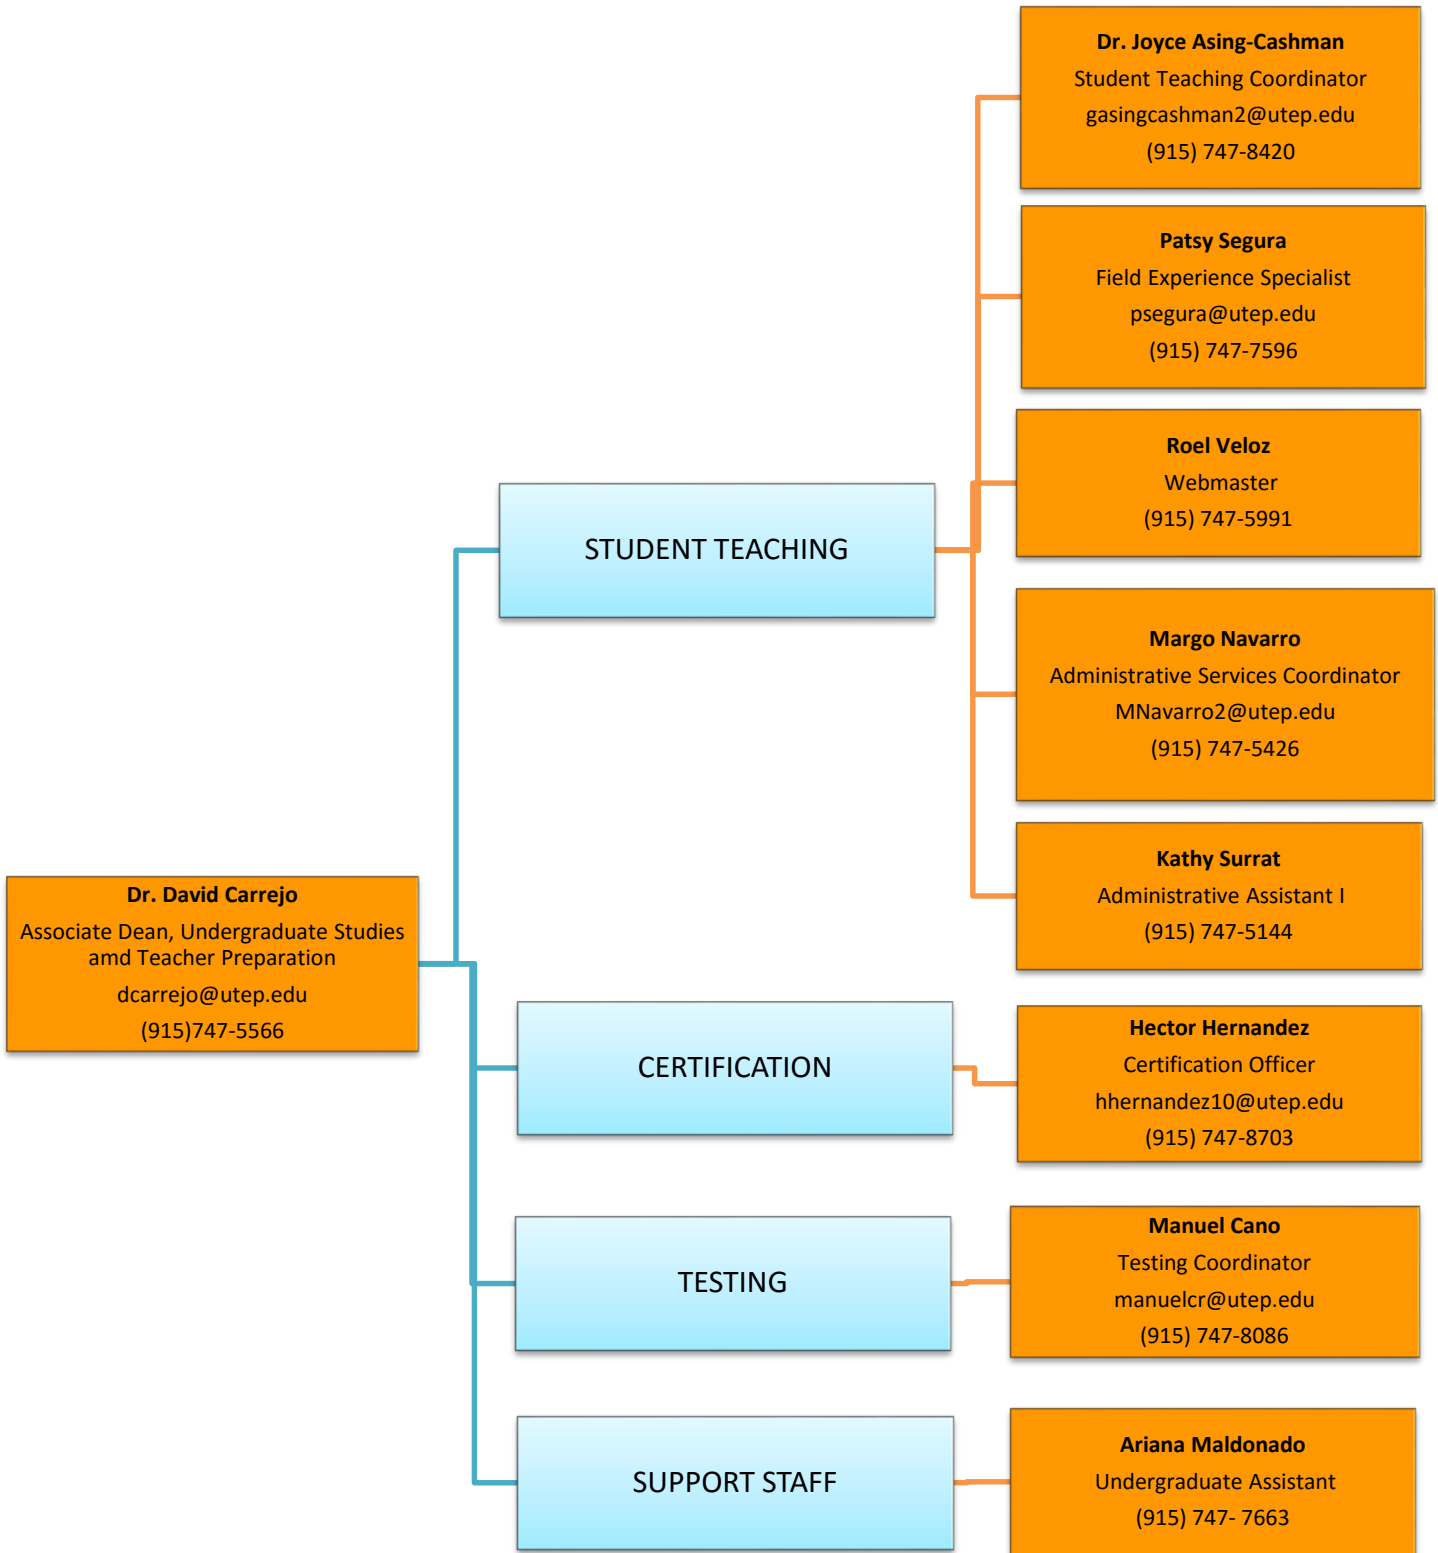 Dr. Joyce Asing-Cashman
Student Teaching Coordinator
gasingcashman2@utep.edu
(915) 747-8420
Patsy Segura
Field Experience Specialist
psegura@utep.edu
(915) 747-7596
Roel Veloz
Webmaster
(915) 747-5991
STUDENT TEACHING
Margo Navarro
Administrative Services Coordinator
MNavarro2@utep.edu
(915) 747-5426
Kathy Surrat
Administrative Assistant I
(915) 747-5144
Dr. David Carrejo
Associate Dean, Undergraduate Studies
amd Teacher Preparation
dcarrejo@utep.edu
(915)747-5566
CERTIFICATION
Hector Hernandez
Certification Officer
hhernandez10@utep.edu
(915) 747-8703
TESTING
Manuel Cano
Testing Coordinator
manuelcr@utep.edu
(915) 747-8086
SUPPORT STAFF
Ariana Maldonado
Undergraduate Assistant
(915) 747- 7663